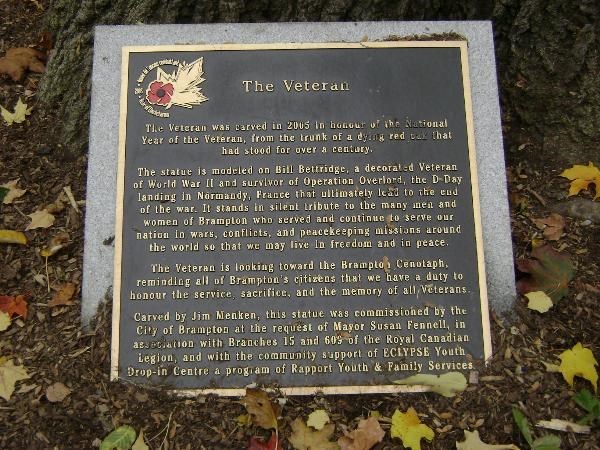 The Veteran
The Veteran was carved in 2005 in honour of the National
Year of the Veteran, from the trunk of a dying red oak that
had stood for over a century.
The statue is modeled on Bill Bettridge, a decorated Veteran
of World War II and survivor of Operation Overlord, the D-Day
landing in Normandy, France that ultimately lead to the end
of the war. It stands in silent tribute to the many men and
women of Brampton who served and continue to serve our
nation in wars, conflicts, and peacekeeping missions around
the world so that we may live in freedom and in peace.
The Veteran is looking toward the Brampton Cenotaph,
reminding all of Brampton's citizens that we have a duty to
honour the service, sacrifice, and the memory of all Veterans.
Carved by Jim Menken, this statue was commissioned by the
City of Brampton at the request of Mayor Susan Fennell, in
association with Branches 15 and 609 of the Royal Canadian
Legion, and with the community support of ECLYPSE Youth
Drop-in Centre a program of Rapport Youth & Family Services